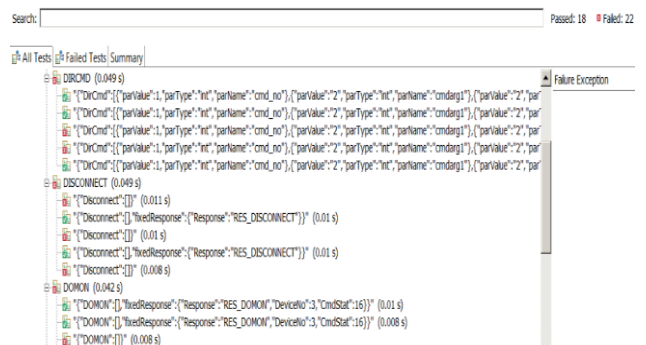 Search:
Passed: 18 Failed: 22
All Tests Failed Tests Summary
Failure Exception
DIRCMD (0.049 s)
"{"DirCmd":[{"parValue":1,"parType":"int","parName":"cmd_no"},{"parValue":"2","parType":"int","parName":"cmdarg1"},{"parValue":"2","par
"{"DirCmd":[{"parValue":1,"parType":"int","parName":"cmd_no"},{"parValue":"2","parType":"int","parName":"cmdarg1"},{"parValue":"2","par
"{"DirCmd":[{"parValue":1,"parType":"int","parName":"cmd_no"},{"parValue":"2","parType":"int","parName":"cmdarg1"},{"parValue":"2","par
"{"DirCmd":[{"parValue":1,"parType":"int","parName":"cmd_no"},{"parValue":"2","parType":"int","parName":"cmdarg1"},{"parValue":"2","par
"{"DirCmd":[{"parValue":1,"parType":"int","parName":"cmd_no"},{"parValue":"2","parType":"int","parName":"cmdarg1"},{"parValue":"2","par
DISCONNECT (0.049 s)
"{"Disconnect":[]}" (0.011 s)
"{"Disconnect":[],"fixedResponse":{"Response":"RES_DISCONNECT"}}" (0.01 s)
"{"Disconnect":[]}" (0.01 s)
"{"Disconnect":[],"fixedResponse":{"Response":"RES_DISCONNECT"}}" (0.01 s)
"{"Disconnect":[]}" (0.008 s)
DOMON (0.042 s)
"{"DOMON":[],"fixedResponse":{"Response":"RES_DOMON","DeviceNo":3,"CmdStat":16}}" (0.01 s)
"{"DOMON":[],"fixedResponse":{"Response":"RES_DOMON","DeviceNo":3,"CmdStat":16}}" (0.008 s)
"{"DOMON":[]}" (0.008 s)